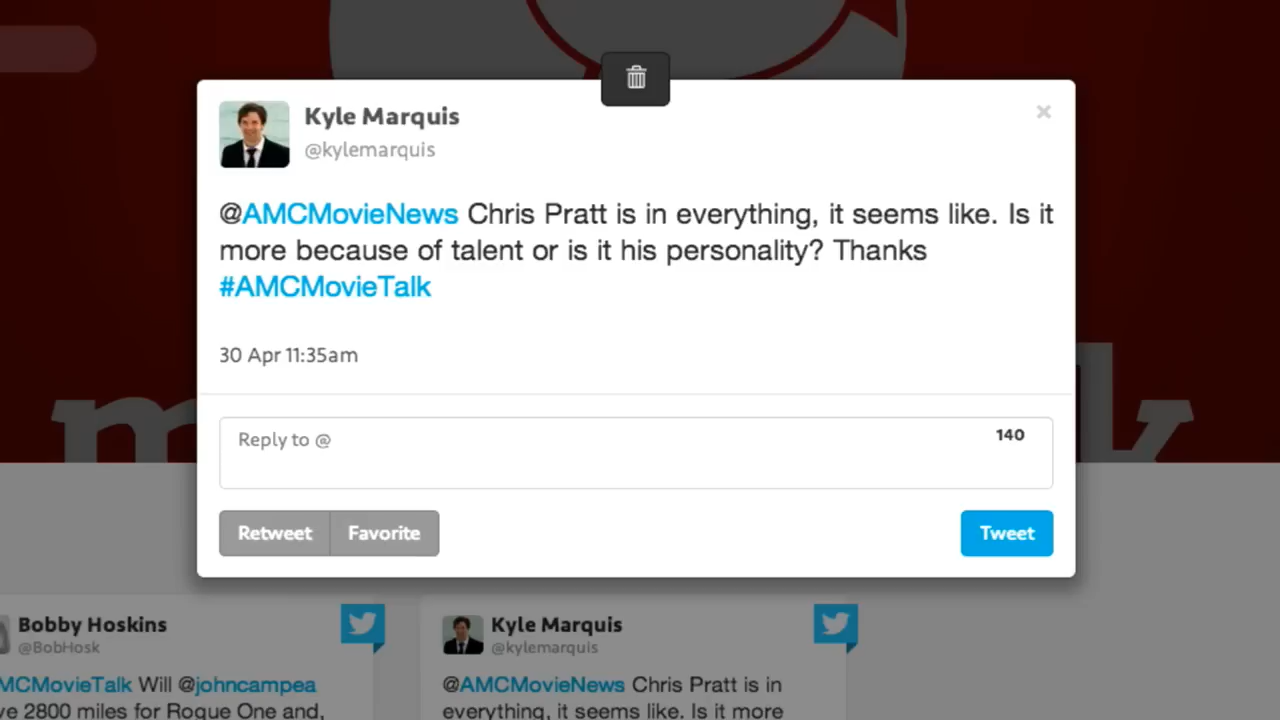 Kyle Marquis
@kylemarquis
@AMCMovieNews Chris Pratt is in everything, it seems like. Is it
more because of talent or is it his personality? Thanks
#AMCMovieTalk
30 Apr 11:35am
Reply to @
140
Retweet
Favorite
Tweet
Bobby Hoskins
@BobHosk
MCMovieTalk Will @johncampea
ve 2800 miles for Rogue One and,
Kyle Marquis
@kylemarquis
@AMCMovieNews Chris Pratt is in
everything, it seems like. Is it more